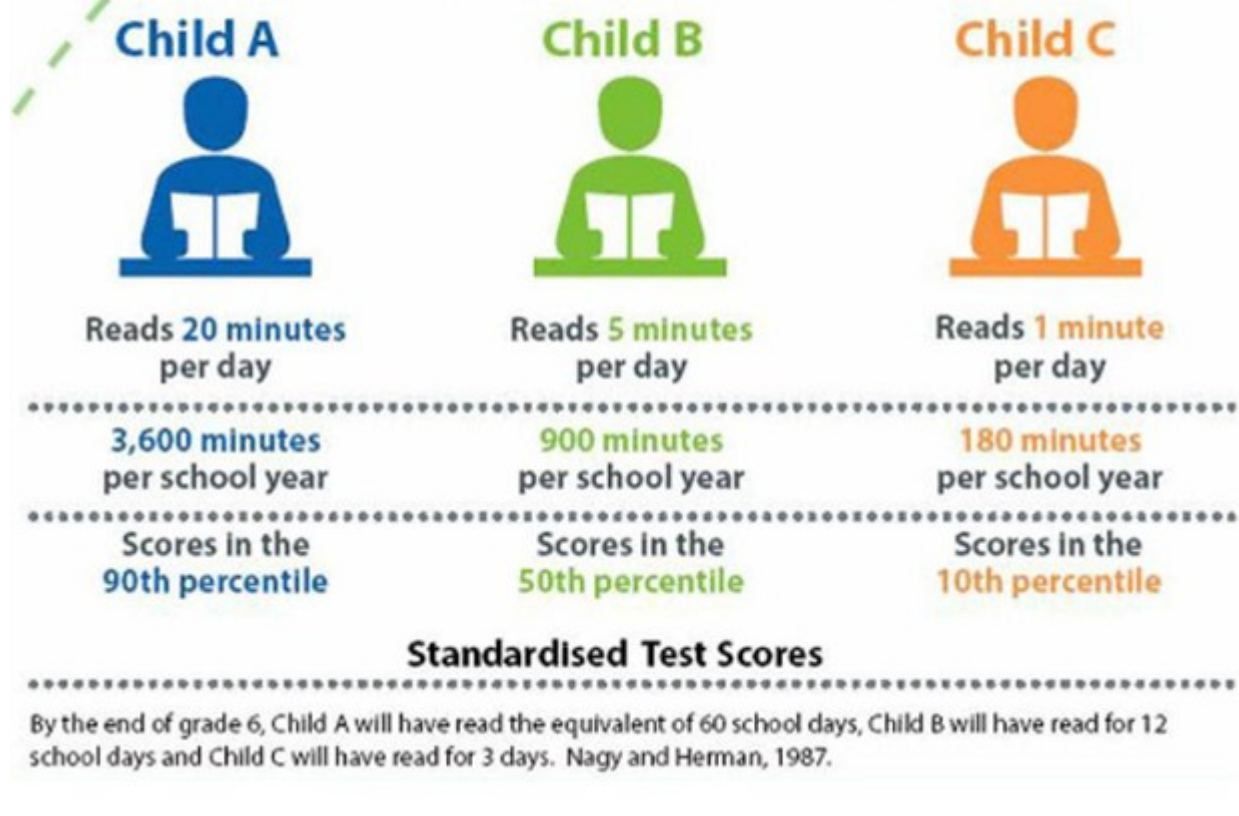 Child A
Child B
Child C
Reads 20 minutes
per day
Reads 5 minutes
per day
Reads 1 minute
per day
3,600 minutes
per school year
900 minutes
per school year
180 minutes
per school year
Scores in the
90th percentile
Scores in the
50th percentile
Scores in the
10th percentile
Standardised Test Scores
By the end of grade 6, Child A will have read the equivalent of 60 school days, Child B will have read for 12
school days and Child C will have read for 3 days. Nagy and Herman, 1987.